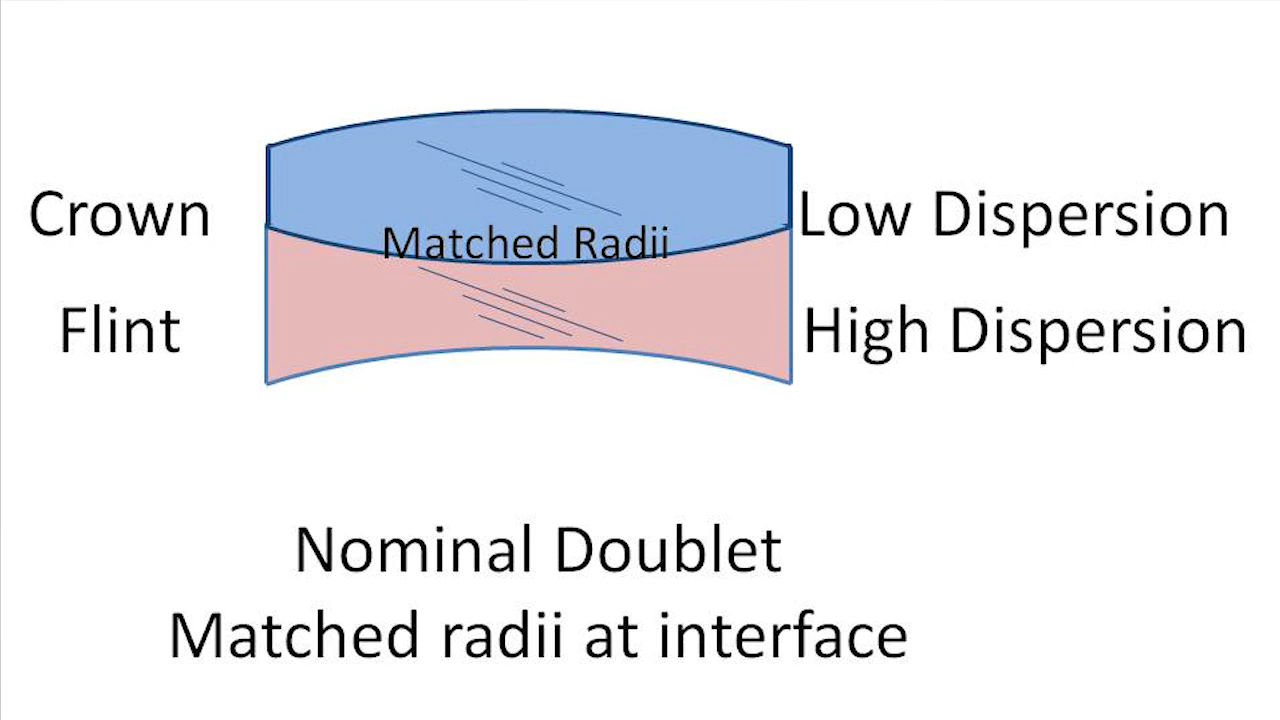 Crown
Low Dispersion
Matched Radii
Flint
High Dispersion
Nominal Doublet
Matched radii at interface